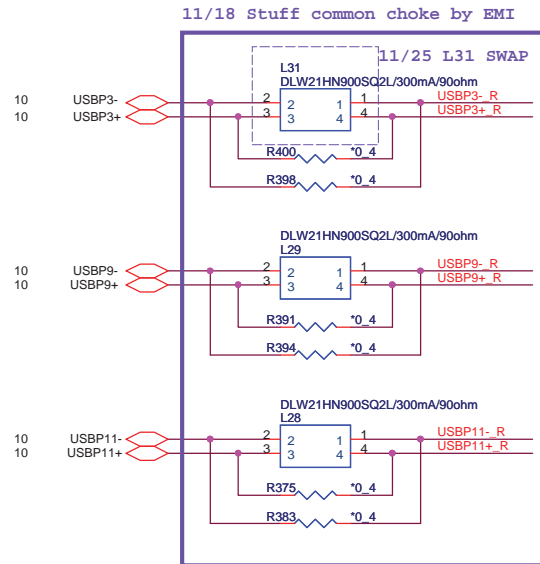 11/18 Stuff common choke by EMI
11/25 L31 SWAP
L31
DLW21HN900SQ2L/300mA/90ohm
10 USBP3- 2 2 1 1 USBP3-_R
10 USBP3+ 3 3 4 4 USBP3+_R
R400 *0_4
R398 *0_4
DLW21HN900SQ2L/300mA/90ohm
L29
10 USBP9- 2 2 1 1 USBP9-_R
10 USBP9+ 3 3 4 4 USBP9+_R
R391 *0_4
R394 *0_4
DLW21HN900SQ2L/300mA/90ohm
L28
10 USBP11- 2 2 1 1 USBP11-_R
10 USBP11+ 3 3 4 4 USBP11+_R
R375 *0_4
R383 *0_4